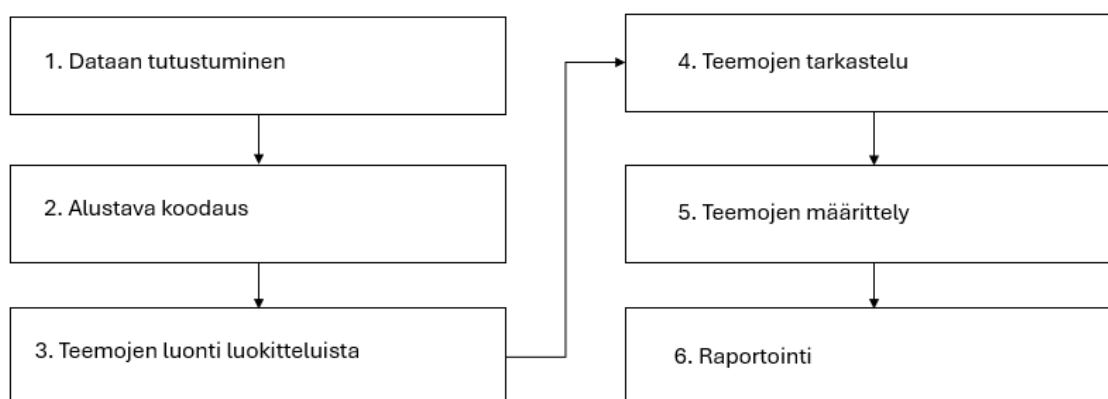 1. Dataan tutustuminen
2. Alustava koodaus
3. Teemojen luonti luokitteluista
4. Teemojen tarkastelu
5. Teemojen määrittely
6. Raportointi